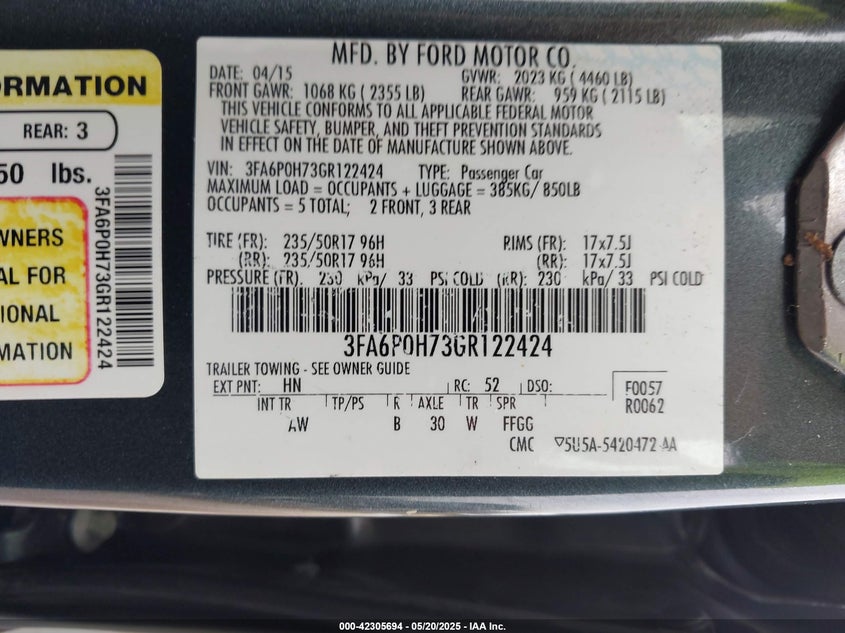 ORMATION
REAR: 3
50 lbs.
WNERS
AL FOR
IONAL
MATION
3FA6P0H73GR122424
MFD. BY FORD MOTOR CO.
DATE: 04/15 GVWR: 2023 KG ( 4460 LB)
FRONT GAWR: 1068 KG ( 2355 LB) REAR GAWR: 959 KG ( 2115 LB)
THIS VEHICLE CONFORMS TO ALL APPLICABLE FEDERAL MOTOR
VEHICLE SAFETY, BUMPER, AND THEFT PREVENTION STANDARDS
IN EFFECT ON THE DATE OF MANUFACTURE SHOWN ABOVE.
VIN: 3FA6P0H73GR122424 TYPE: Passenger Car
MAXIMUM LOAD = OCCUPANTS + LUGGAGE = 385KG/ 850LB
OCCUPANTS = 5 TOTAL; 2 FRONT, 3 REAR
TIRE (FR): 235/50R17 96H RIMS (FR): 17x7.5J
(RR): 235/50R17 96H (RR): 17x7.5J
PRESSURE (FR): 230 kPa/ 33 PSI COLD (RR): 230 kPa/ 33 PSI COLD
3FA6P0H73GR122424
TRAILER TOWING - SEE OWNER GUIDE
EXT PNT: HN RC: 52 DSO: F0057
INT TR TP/PS R AXLE TR SPR R0062
AW B 30 W FFGG
CMC 5U5A-5420472-AA
000-42305694 - 05/20/2025 - IAA Inc.